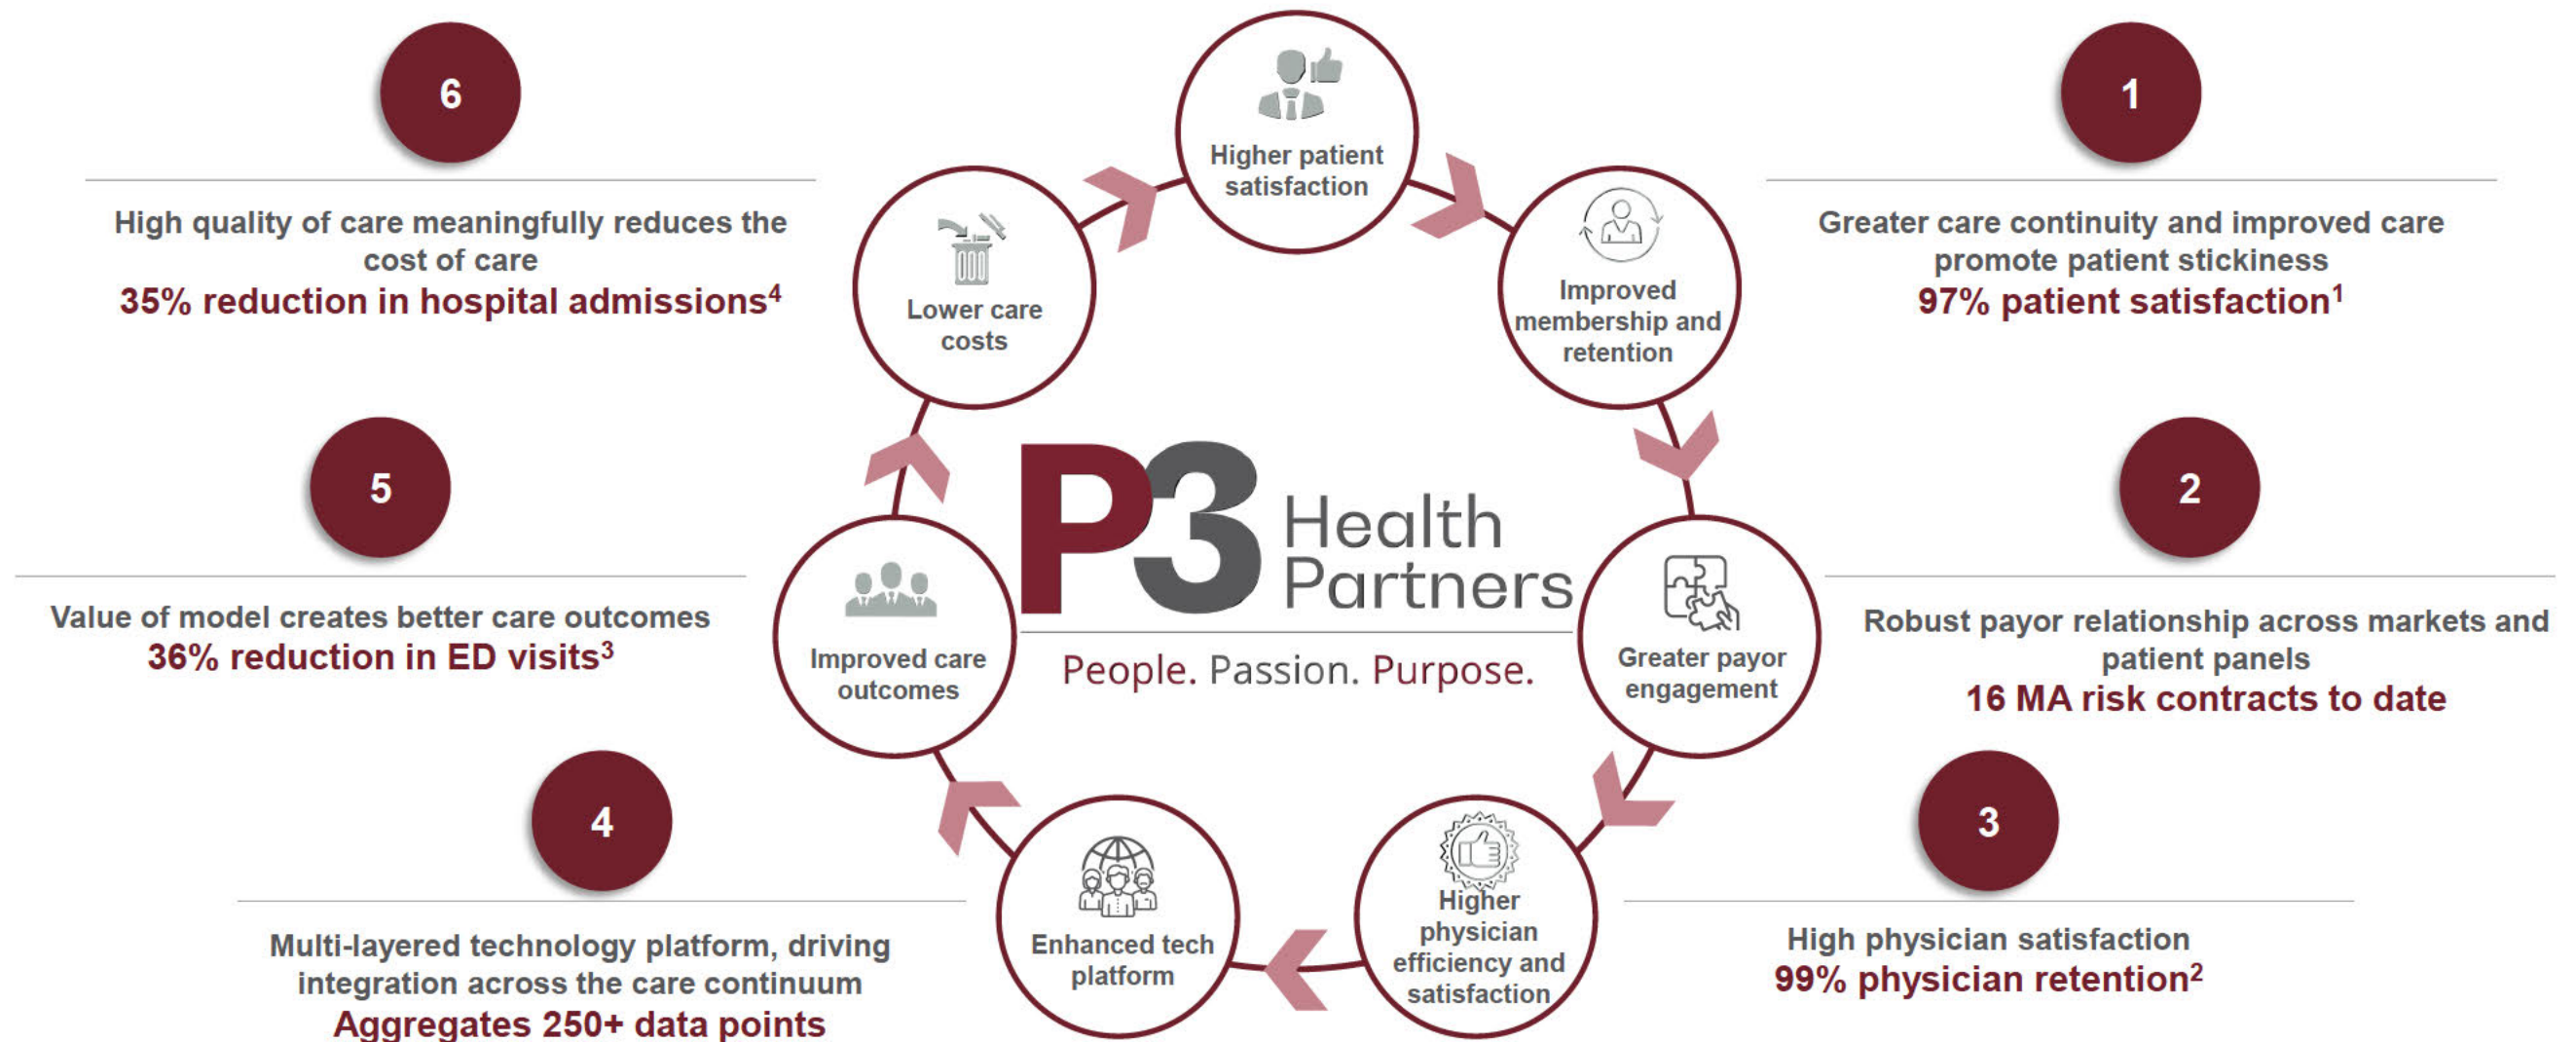 6
High quality of care meaningfully reduces the
cost of care
35% reduction in hospital admissions4
5
Value of model creates better care outcomes
36% reduction in ED visits3
4
Multi-layered technology platform, driving
integration across the care continuum
Aggregates 250+ data points
Higher patient
satisfaction
Improved
membership and
retention
Greater payor
engagement
Higher
physician
efficiency and
satisfaction
Enhanced tech
platform
Improved care
outcomes
Lower care
costs
P3 Health
Partners
People. Passion. Purpose.
1
Greater care continuity and improved care
promote patient stickiness
97% patient satisfaction1
2
Robust payor relationship across markets and
patient panels
16 MA risk contracts to date
3
High physician satisfaction
99% physician retention2